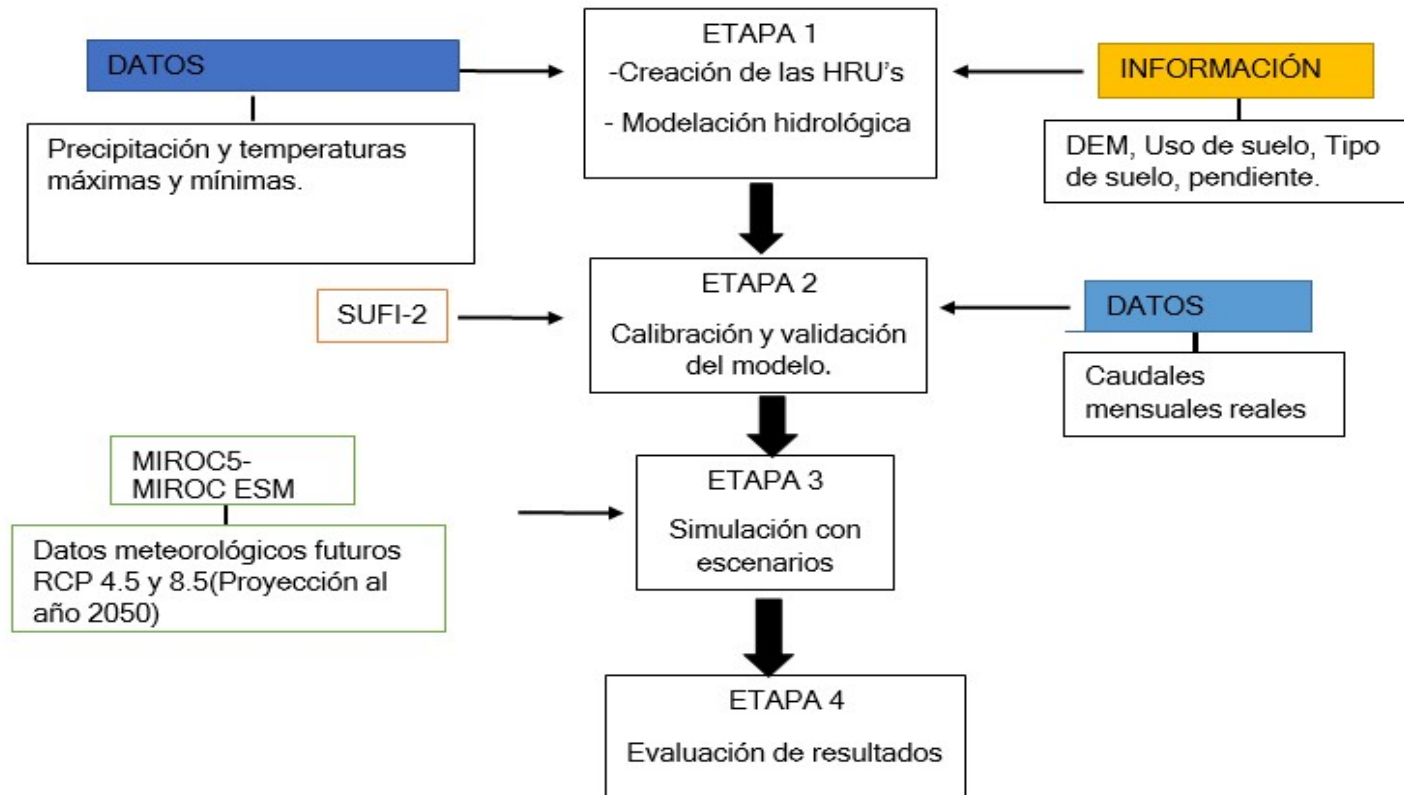 ETAPA 1
-Creación de las HRU’s
- Modelación hidrológica
DATOS
Precipitación y temperaturas
máximas y mínimas.
INFORMACIÓN
DEM, Uso de suelo, Tipo
de suelo, pendiente.
ETAPA 2
Calibración y validación
del modelo.
SUFI-2
DATOS
Caudales
mensuales reales
MIROC5-
MIROC ESM
Datos meteorológicos futuros
RCP 4.5 y 8.5(Proyección al
año 2050)
ETAPA 3
Simulación con
escenarios
ETAPA 4
Evaluación de resultados